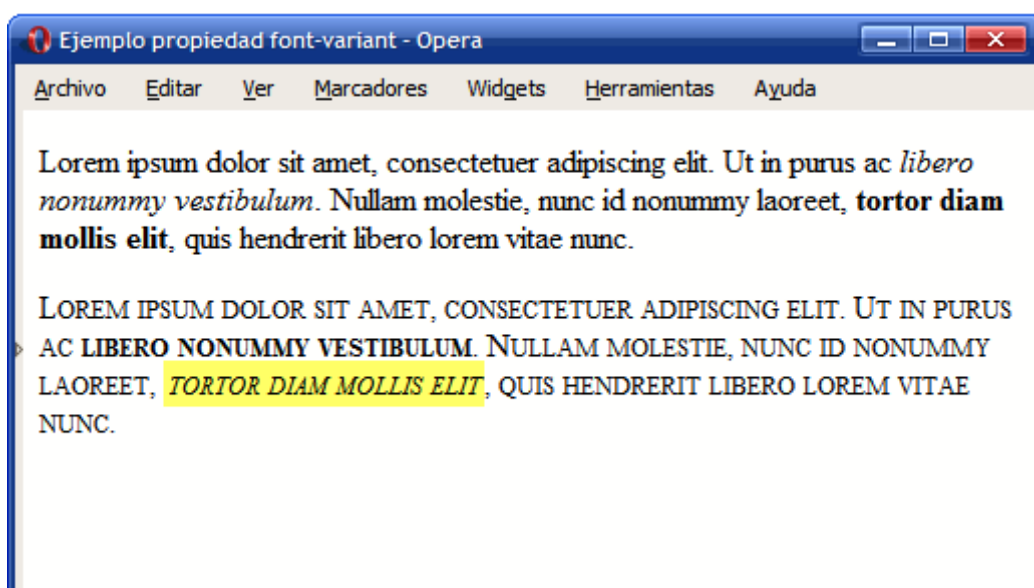 Ejemplo propiedad font-variant - Opera
Archivo Editar Ver Marcadores Widgets Herramientas Ayuda
Lorem ipsum dolor sit amet, consectetuer adipiscing elit. Ut in purus ac libero
nonummy vestibulum. Nullam molestie, nunc id nonummy laoreet, tortor diam
mollis elit, quis hendrerit libero lorem vitae nunc.
Lorem ipsum dolor sit amet, consectetuer adipiscing elit. Ut in purus
ac libero nonummy vestibulum. Nullam molestie, nunc id nonummy
laoreet, tortor diam mollis elit, quis hendrerit libero lorem vitae
nunc.